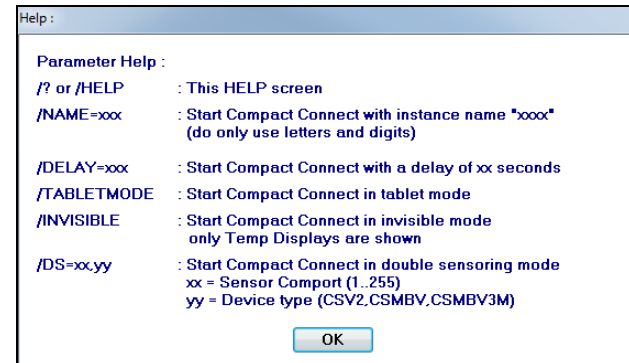 Help :
Parameter Help :
/? or /HELP : This HELP screen
/NAME=xxx : Start Compact Connect with instance name "xxxx"
(do only use letters and digits)
/DELAY=xxx : Start Compact Connect with a delay of xx seconds
/TABLETMODE : Start Compact Connect in tablet mode
/INVISIBLE : Start Compact Connect in invisible mode
only Temp Displays are shown
/DS=xx,yy : Start Compact Connect in double sensoring mode
xx = Sensor Comport (1..255)
yy = Device type (CSV2,CSMBV,CSMBV3M)
OK